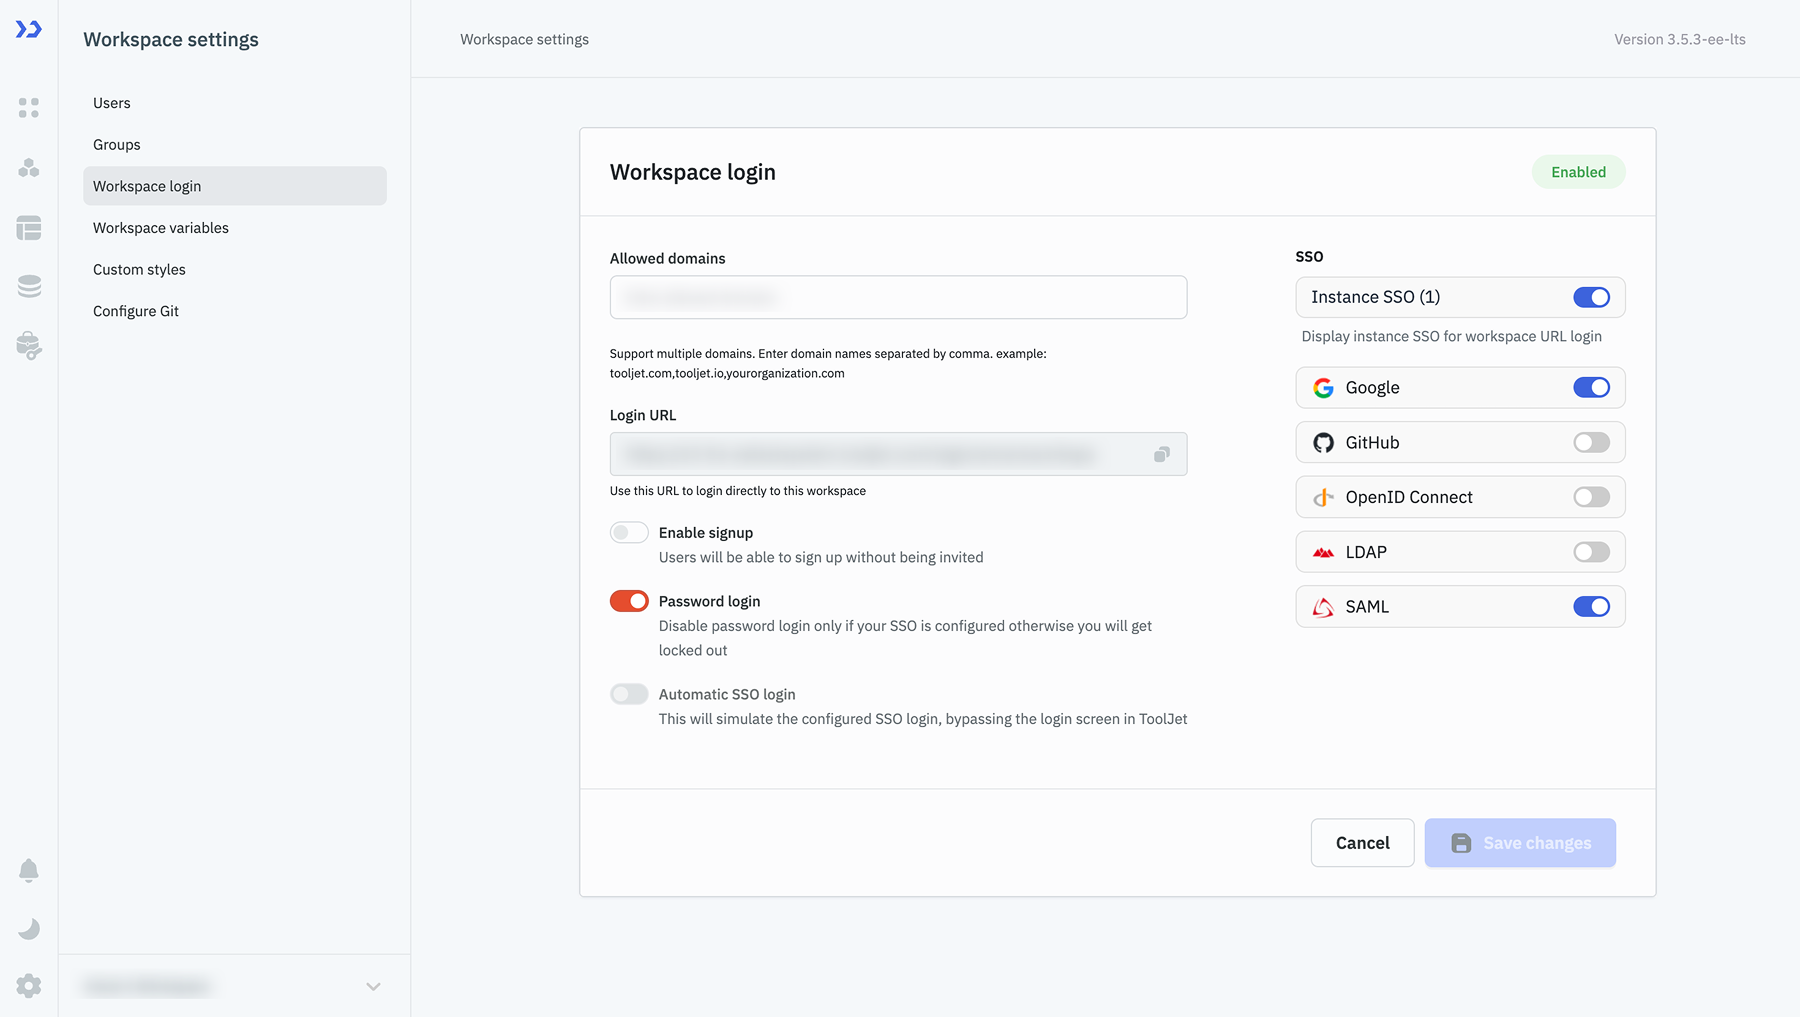 Workspace settings
Users
Groups
Workspace login
Workspace variables
Custom styles
Configure Git
Workspace settings
Version 3.5.3-ee-lts
Workspace login
Enabled
Allowed domains
Support multiple domains. Enter domain names separated by comma. example:
tooljet.com,tooljet.io,yourorganization.com
Login URL
Use this URL to login directly to this workspace
Enable signup
Users will be able to sign up without being invited
Password login
Disable password login only if your SSO is configured otherwise you will get
locked out
Automatic SSO login
This will simulate the configured SSO login, bypassing the login screen in ToolJet
SSO
Instance SSO (1)
Display instance SSO for workspace URL login
Google
GitHub
OpenID Connect
LDAP
SAML
Cancel
Save changes